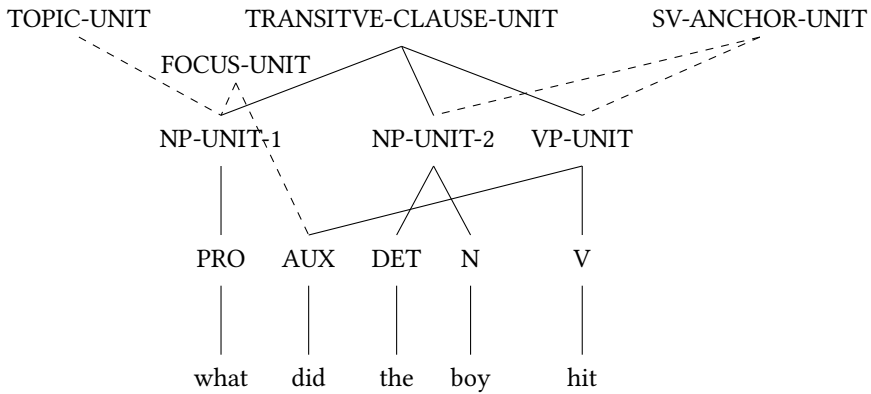 TOPIC-UNIT TRANSITVE-CLAUSE-UNIT SV-ANCHOR-UNIT
FOCUS-UNIT
NP-UNIT-1 NP-UNIT-2 VP-UNIT
PRO AUX DET N V
what did the boy hit